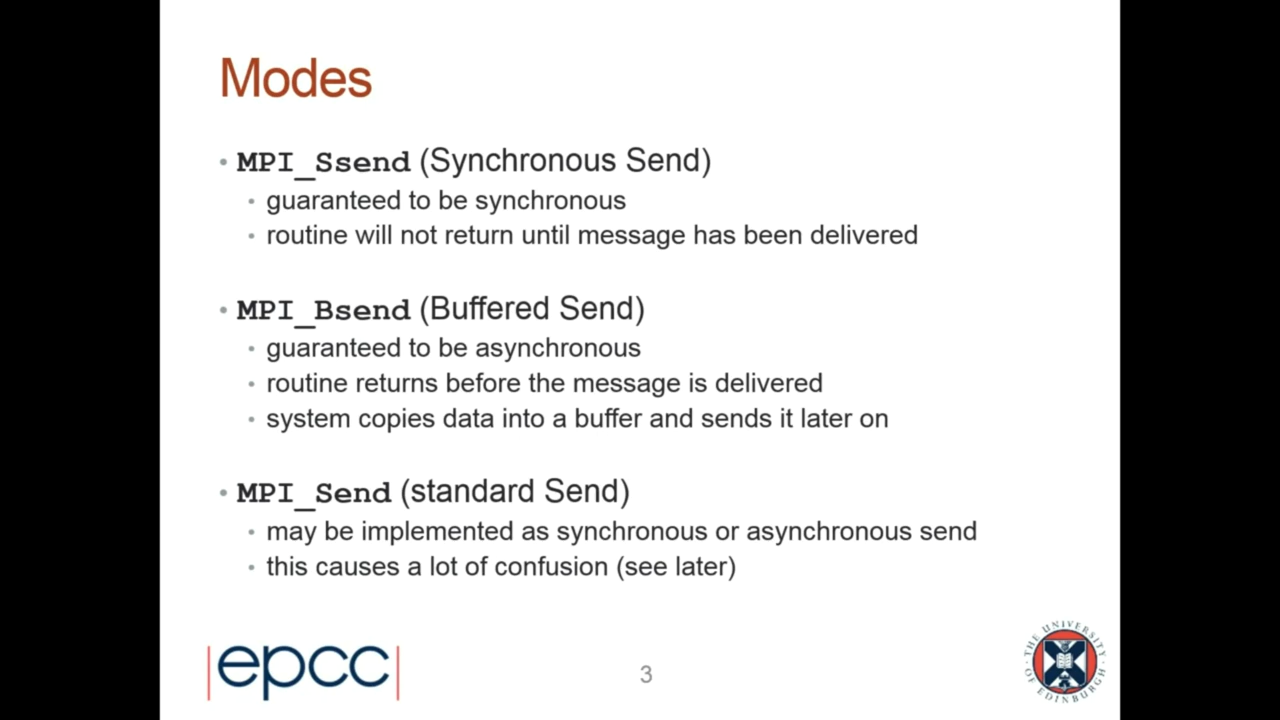 Modes
• MPI_Ssend (Synchronous Send)
• guaranteed to be synchronous
• routine will not return until message has been delivered
• MPI_Bsend (Buffered Send)
• guaranteed to be asynchronous
• routine returns before the message is delivered
• system copies data into a buffer and sends it later on
• MPI_Send (standard Send)
• may be implemented as synchronous or asynchronous send
• this causes a lot of confusion (see later)
|epcc|
3
THE UNIVERSITY OF EDINBURGH